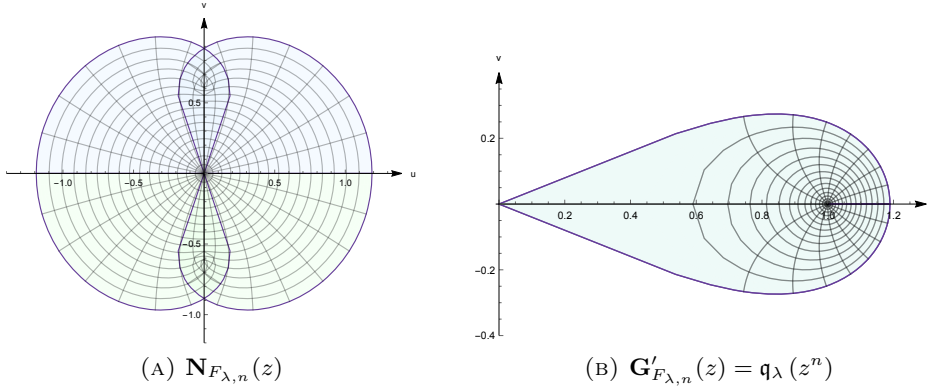 v
0.5
-1.0 -0.5 0.5 1.0 u
-0.5
-1.0
(A) N_{F_{λ,n}}(z)
v
0.2
0.2 0.4 0.6 0.8 1.0 1.2
-0.2
-0.4
(B) G′_{F_{λ,n}}(z) = 𝔮_λ (z^n)